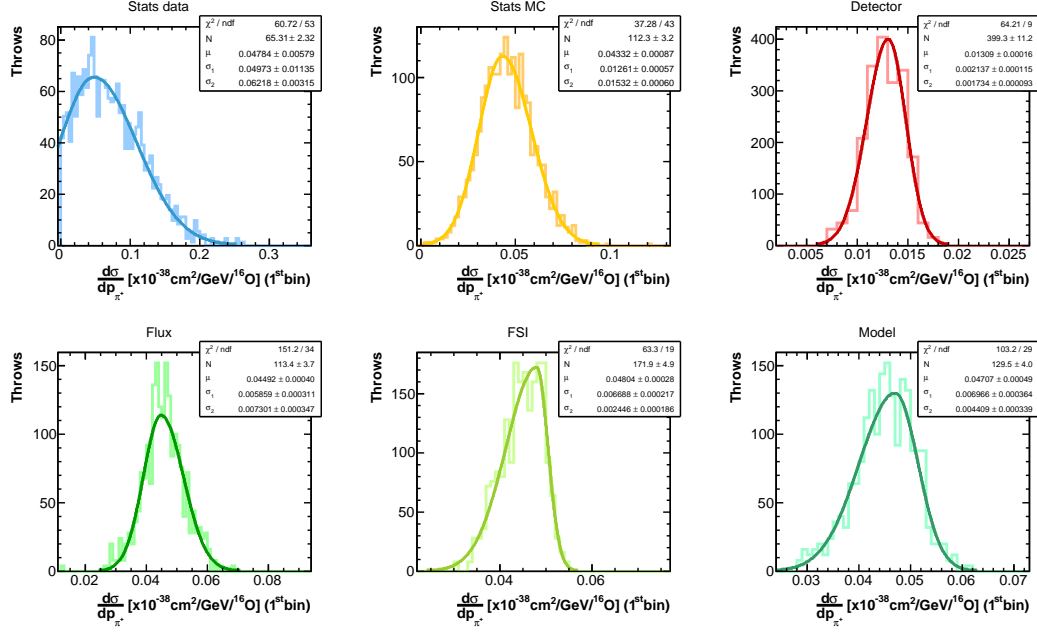 Stats data
χ² / ndf 60.72 / 53
N 65.31 ± 2.32
μ 0.04784 ± 0.00579
σ₁ 0.04973 ± 0.01135
σ₂ 0.06218 ± 0.00315
Throws
80
60
40
20
0
0 0.1 0.2 0.3
dσ/dp_π⁺ [x10⁻³⁸cm²/GeV/¹⁶O] (1ˢᵗbin)
Stats MC
χ² / ndf 37.28 / 43
N 112.3 ± 3.2
μ 0.04332 ± 0.00087
σ₁ 0.01261 ± 0.00057
σ₂ 0.01532 ± 0.00060
Throws
100
50
0
0 0.05 0.1
dσ/dp_π⁺ [x10⁻³⁸cm²/GeV/¹⁶O] (1ˢᵗbin)
Detector
χ² / ndf 64.21 / 9
N 399.3 ± 11.2
μ 0.01309 ± 0.00016
σ₁ 0.002137 ± 0.000115
σ₂ 0.001734 ± 0.000093
Throws
400
300
200
100
0
0.005 0.01 0.015 0.02 0.025
dσ/dp_π⁺ [x10⁻³⁸cm²/GeV/¹⁶O] (1ˢᵗbin)
Flux
χ² / ndf 151.2 / 34
N 113.4 ± 3.7
μ 0.04492 ± 0.00040
σ₁ 0.005859 ± 0.000311
σ₂ 0.007301 ± 0.000347
Throws
150
100
50
0
0.02 0.04 0.06 0.08
dσ/dp_π⁺ [x10⁻³⁸cm²/GeV/¹⁶O] (1ˢᵗbin)
FSI
χ² / ndf 63.3 / 19
N 171.9 ± 4.9
μ 0.04804 ± 0.00028
σ₁ 0.006688 ± 0.000217
σ₂ 0.002446 ± 0.000186
Throws
150
100
50
0
0.04 0.06
dσ/dp_π⁺ [x10⁻³⁸cm²/GeV/¹⁶O] (1ˢᵗbin)
Model
χ² / ndf 103.2 / 29
N 129.5 ± 4.0
μ 0.04707 ± 0.00049
σ₁ 0.006966 ± 0.000364
σ₂ 0.004409 ± 0.000339
Throws
150
100
50
0
0.03 0.04 0.05 0.06 0.07
dσ/dp_π⁺ [x10⁻³⁸cm²/GeV/¹⁶O] (1ˢᵗbin)